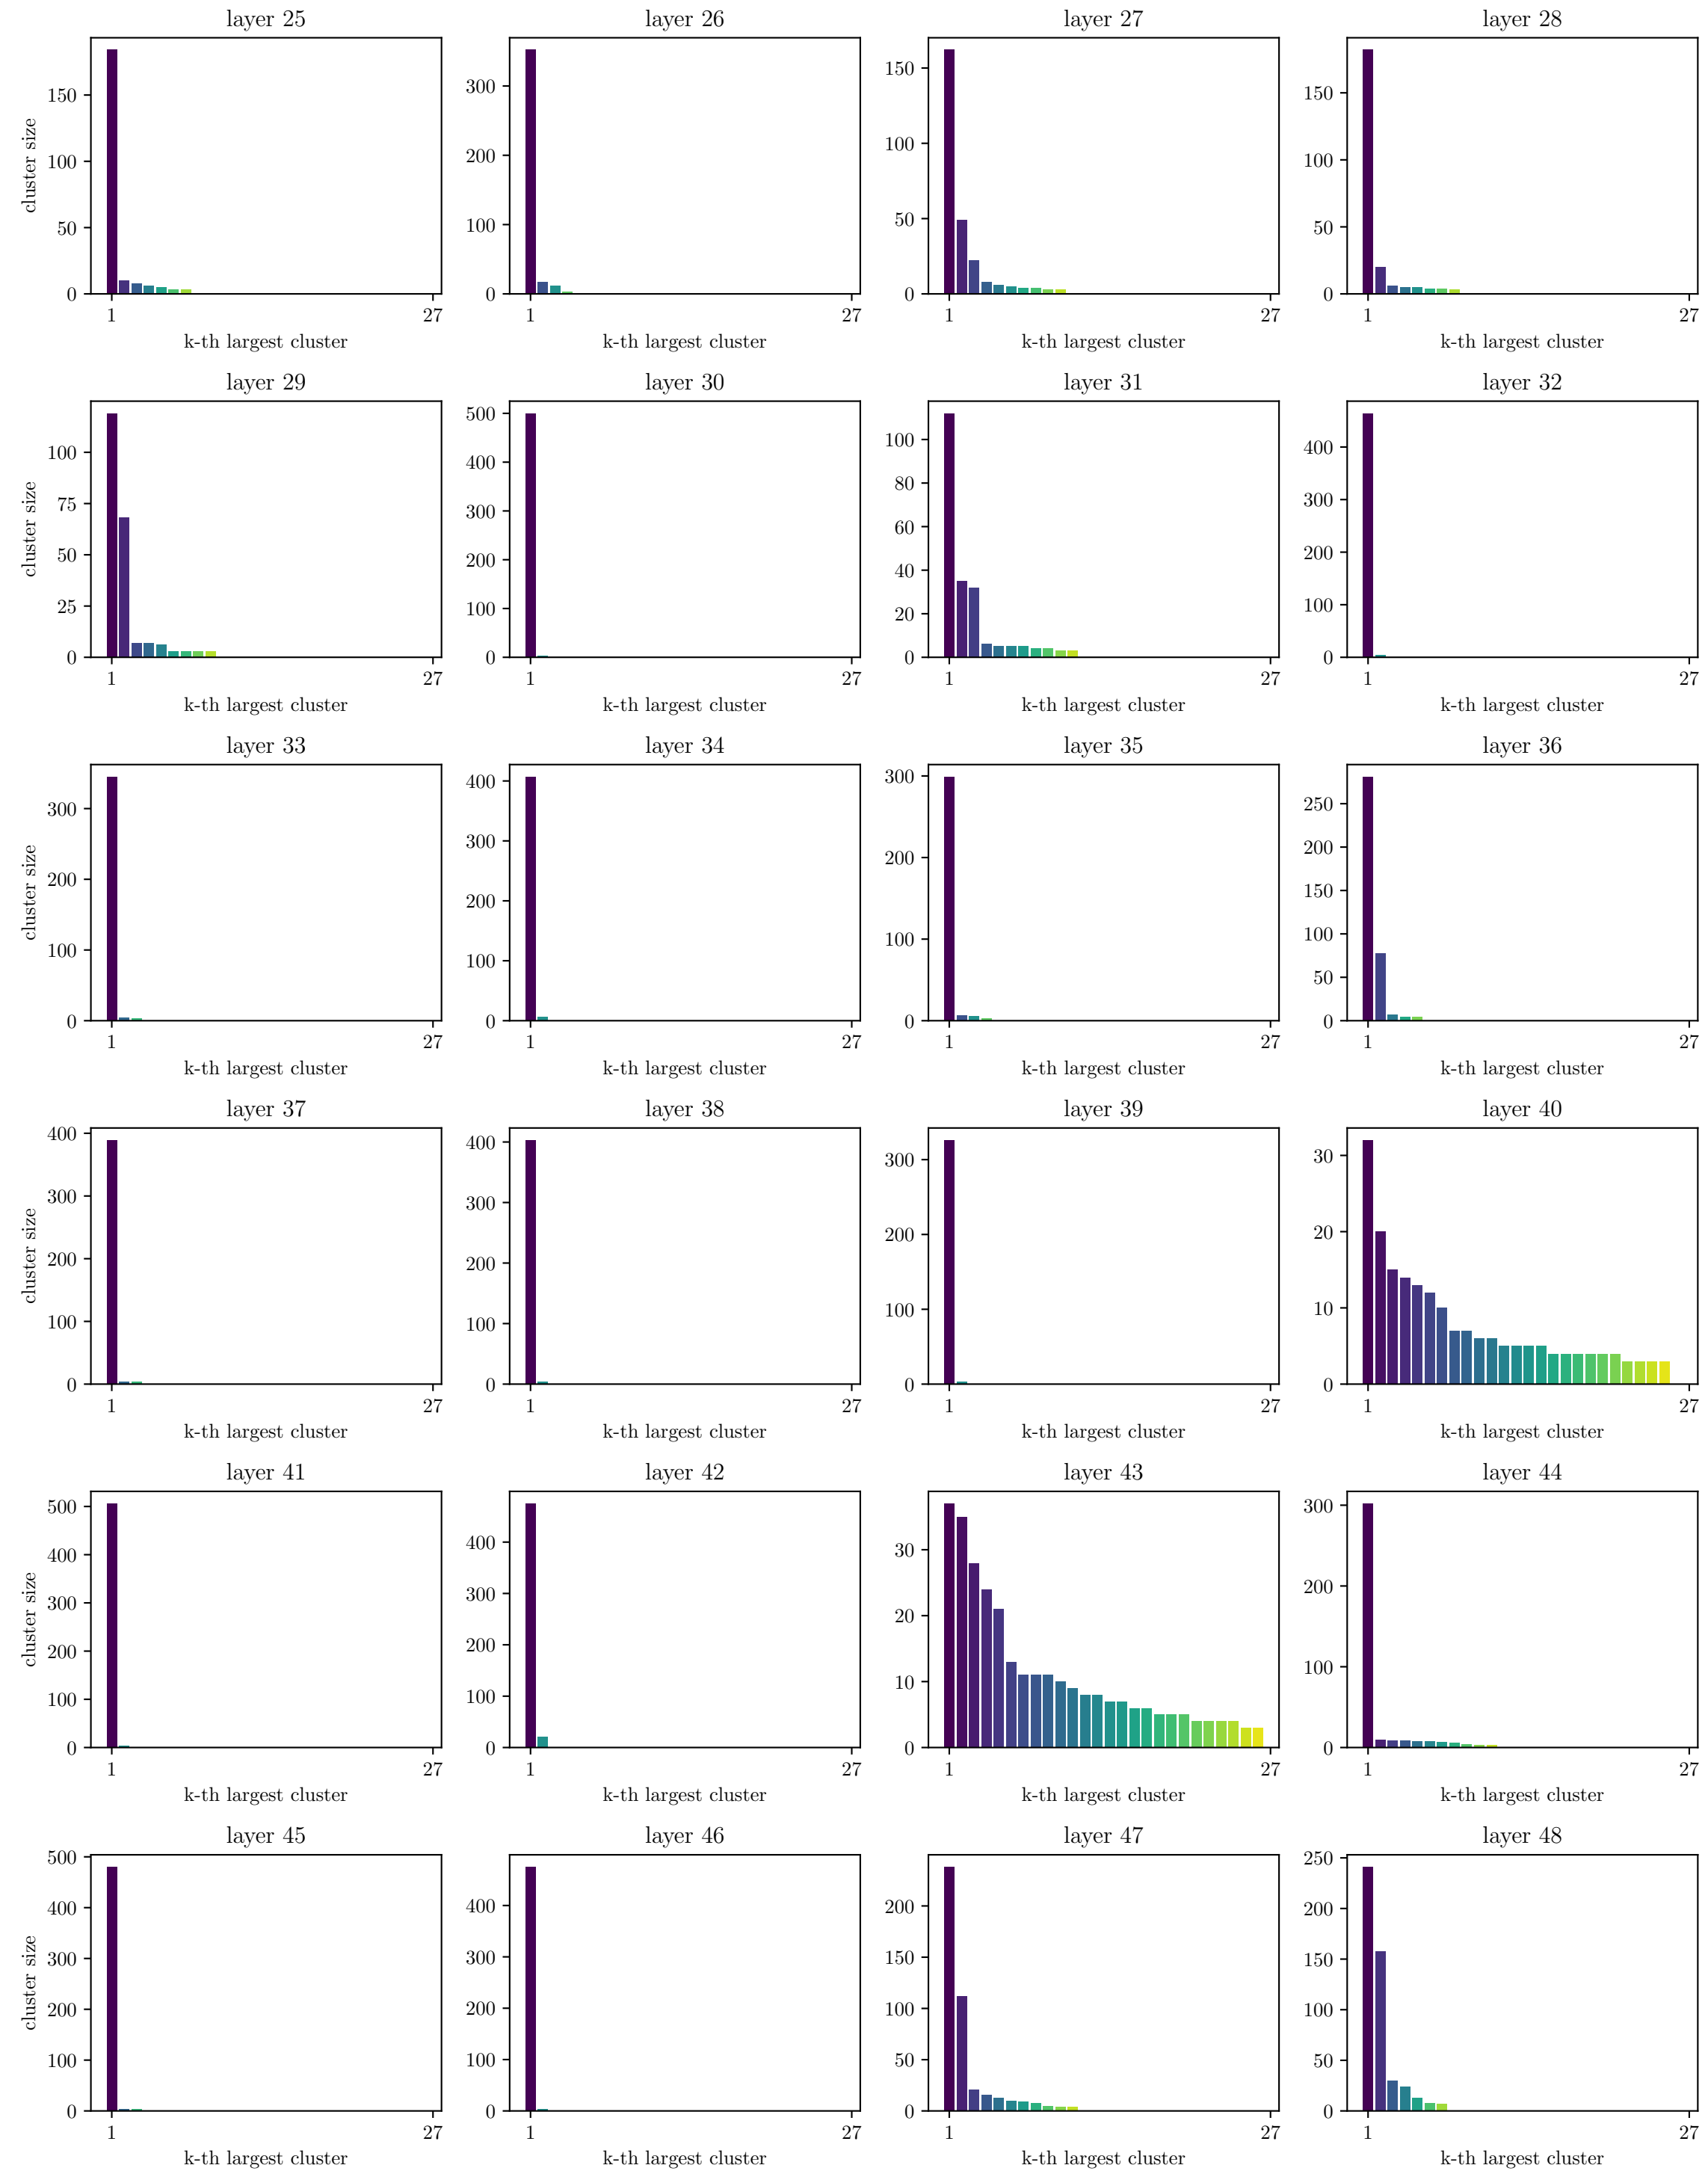 layer 25
layer 26
layer 27
layer 28
cluster size
150
100
50
0
300
200
100
0
150
100
50
0
150
100
50
0
1 27
1 27
1 27
1 27
k-th largest cluster
k-th largest cluster
k-th largest cluster
k-th largest cluster
layer 29
layer 30
layer 31
layer 32
cluster size
100
75
50
25
0
500
400
300
200
100
0
100
80
60
40
20
0
400
300
200
100
0
1 27
1 27
1 27
1 27
k-th largest cluster
k-th largest cluster
k-th largest cluster
k-th largest cluster
layer 33
layer 34
layer 35
layer 36
cluster size
300
200
100
0
400
300
200
100
0
300
200
100
0
250
200
150
100
50
0
1 27
1 27
1 27
1 27
k-th largest cluster
k-th largest cluster
k-th largest cluster
k-th largest cluster
layer 37
layer 38
layer 39
layer 40
cluster size
400
300
200
100
0
400
300
200
100
0
300
200
100
0
30
20
10
0
1 27
1 27
1 27
1 27
k-th largest cluster
k-th largest cluster
k-th largest cluster
k-th largest cluster
layer 41
layer 42
layer 43
layer 44
cluster size
500
400
300
200
100
0
400
300
200
100
0
30
20
10
0
300
200
100
0
1 27
1 27
1 27
1 27
k-th largest cluster
k-th largest cluster
k-th largest cluster
k-th largest cluster
layer 45
layer 46
layer 47
layer 48
cluster size
500
400
300
200
100
0
400
300
200
100
0
200
150
100
50
0
250
200
150
100
50
0
1 27
1 27
1 27
1 27
k-th largest cluster
k-th largest cluster
k-th largest cluster
k-th largest cluster